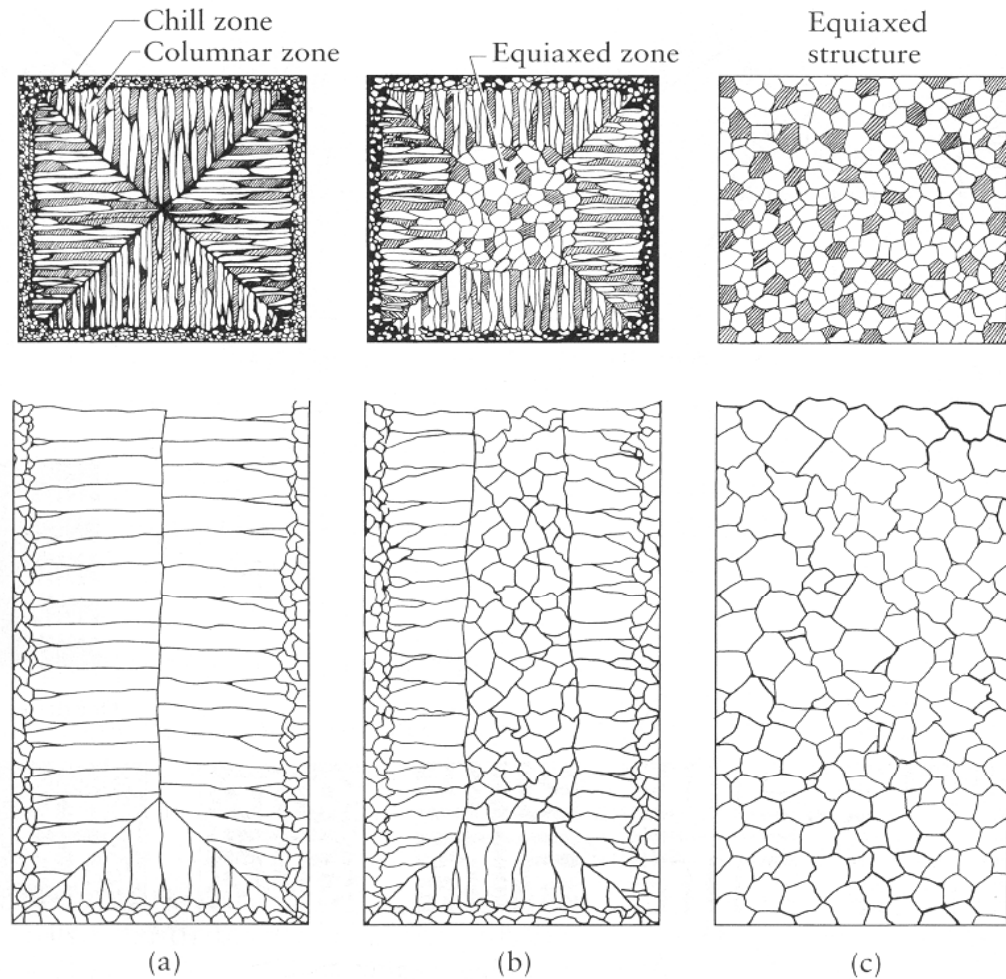 Chill zone
Columnar zone
Equiaxed zone
Equiaxed
structure
(a)
(b)
(c)